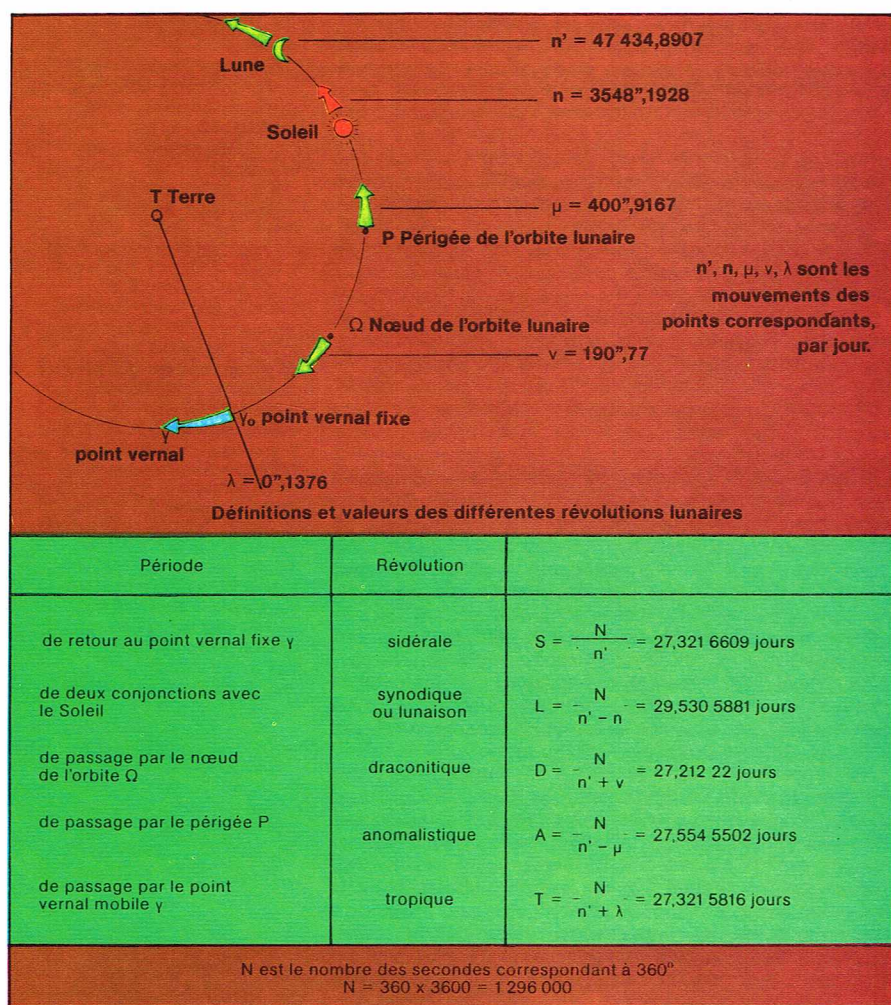 n' = 47 434,8907
Lune
n = 3548",1928
Soleil
T Terre
μ = 400",9167
P Périgée de l'orbite lunaire
n', n, μ, ν, λ sont les
mouvements des
points correspondants,
par jour.
Ω Nœud de l'orbite lunaire
ν = 190",77
γₒ point vernal fixe
γ
point vernal
λ = 0",1376
Définitions et valeurs des différentes révolutions lunaires
Période Révolution
de retour au point vernal fixe γ sidérale S = N / n' = 27,321 6609 jours
de deux conjonctions avec
le Soleil
synodique
ou lunaison
L = N / n' – n = 29,530 5881 jours
de passage par le nœud
de l'orbite Ω
draconitique D = N / n' + ν = 27,212 22 jours
de passage par le périgée P anomalistique A = N / n' – μ = 27,554 5502 jours
de passage par le point
vernal mobile γ
tropique T = N / n' + λ = 27,321 5816 jours
N est le nombre des secondes correspondant à 360º
N = 360 x 3600 = 1 296 000